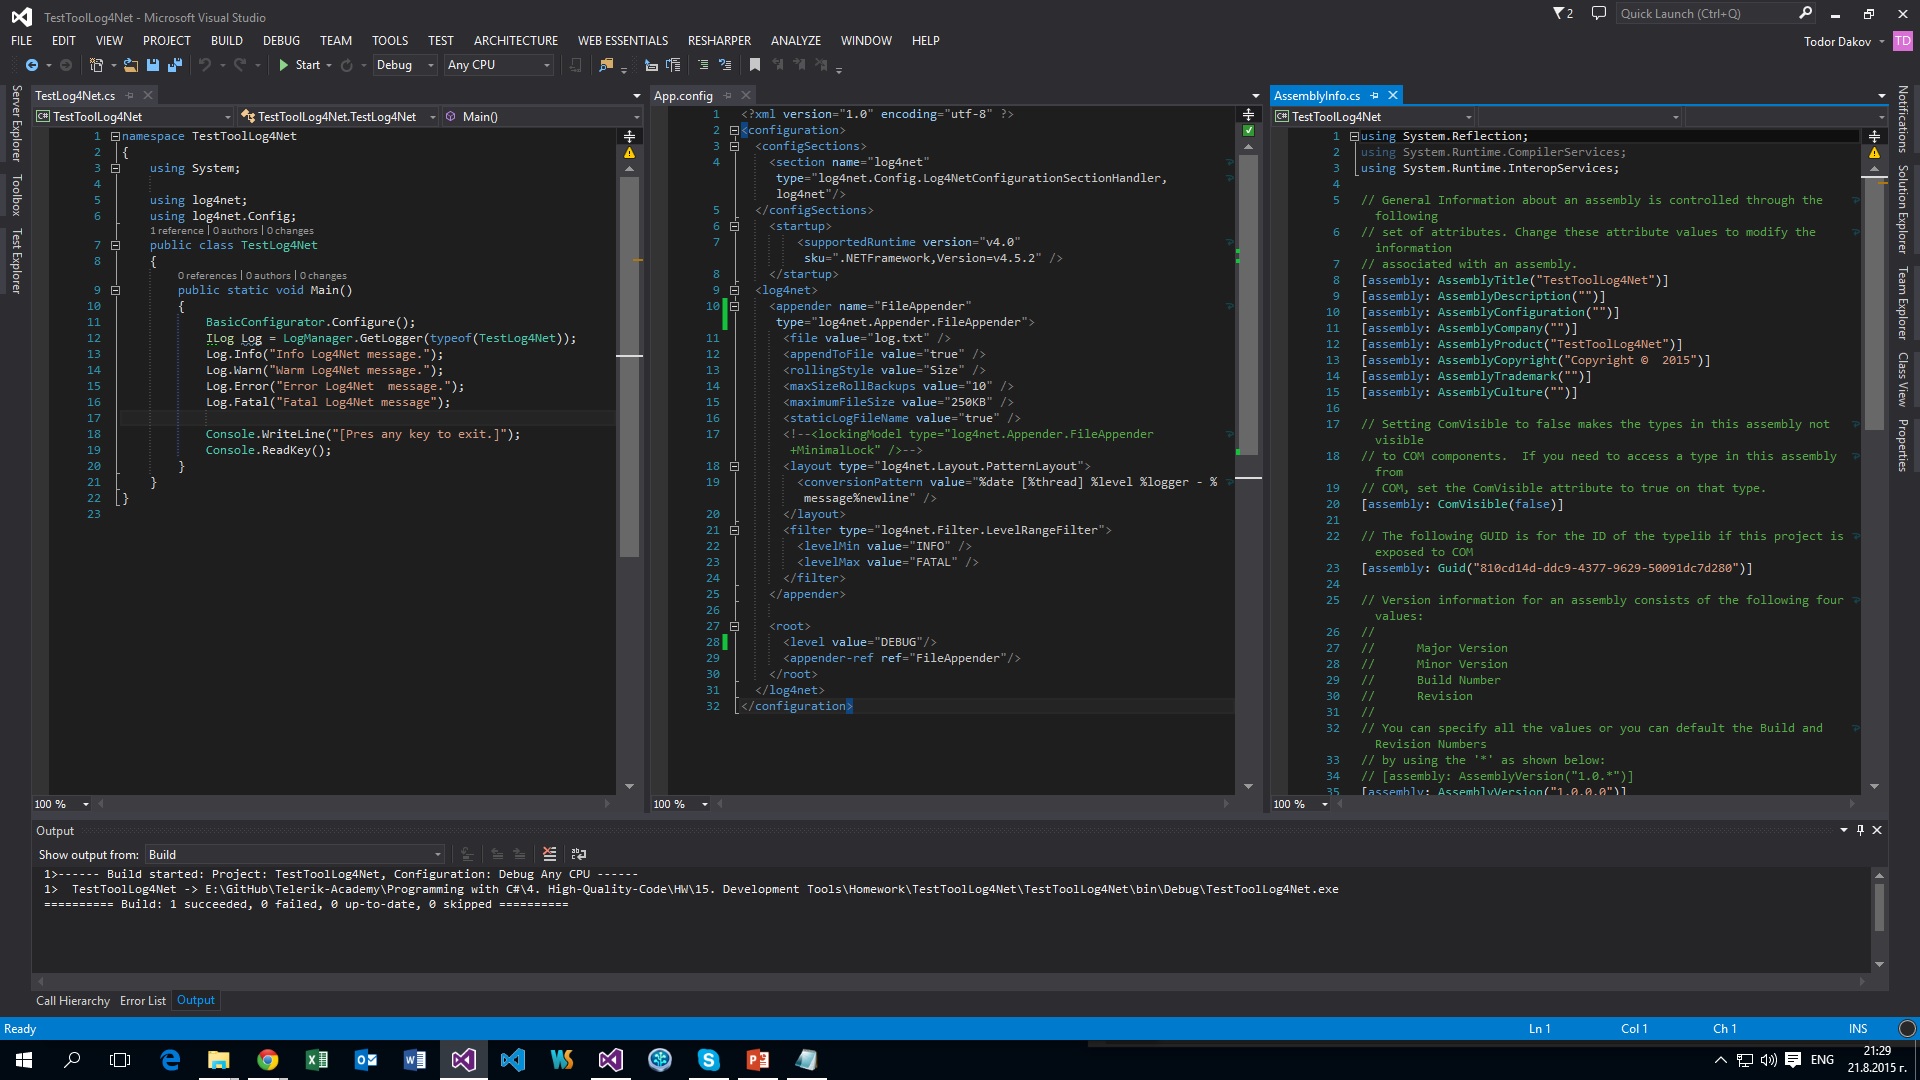 TestToolLog4Net - Microsoft Visual Studio
2
Quick Launch (Ctrl+Q)
FILE EDIT VIEW PROJECT BUILD DEBUG TEAM TOOLS TEST ARCHITECTURE WEB ESSENTIALS RESHARPER ANALYZE WINDOW HELP
Todor Dakov TD
Start Debug Any CPU
Server Explorer
Toolbox
Test Explorer
TestLog4Net.cs
TestToolLog4Net TestToolLog4Net.TestLog4Net Main()
1 namespace TestToolLog4Net
2 {
3 using System;
4
5 using log4net;
6 using log4net.Config;
1 reference | 0 authors | 0 changes
7 public class TestLog4Net
8 {
0 references | 0 authors | 0 changes
9 public static void Main()
10 {
11 BasicConfigurator.Configure();
12 ILog Log = LogManager.GetLogger(typeof(TestLog4Net));
13 Log.Info("Info Log4Net message.");
14 Log.Warn("Warm Log4Net message.");
15 Log.Error("Error Log4Net  message.");
16 Log.Fatal("Fatal Log4Net message");
17
18 Console.WriteLine("[Pres any key to exit.]");
19 Console.ReadKey();
20 }
21 }
22 }
23
100 %
App.config
1 <?xml version="1.0" encoding="utf-8" ?>
2 <configuration>
3 <configSections>
4 <section name="log4net"
type="log4net.Config.Log4NetConfigurationSectionHandler,
log4net"/>
5 </configSections>
6 <startup>
7 <supportedRuntime version="v4.0"
sku=".NETFramework,Version=v4.5.2" />
8 </startup>
9 <log4net>
10 <appender name="FileAppender"
type="log4net.Appender.FileAppender">
11 <file value="log.txt" />
12 <appendToFile value="true" />
13 <rollingStyle value="Size" />
14 <maxSizeRollBackups value="10" />
15 <maximumFileSize value="250KB" />
16 <staticLogFileName value="true" />
17 <!--<lockingModel type="log4net.Appender.FileAppender
+MinimalLock" />-->
18 <layout type="log4net.Layout.PatternLayout">
19 <conversionPattern value="%date [%thread] %level %logger - %
message%newline" />
20 </layout>
21 <filter type="log4net.Filter.LevelRangeFilter">
22 <levelMin value="INFO" />
23 <levelMax value="FATAL" />
24 </filter>
25 </appender>
26
27 <root>
28 <level value="DEBUG"/>
29 <appender-ref ref="FileAppender"/>
30 </root>
31 </log4net>
32 </configuration>
100 %
AssemblyInfo.cs
TestToolLog4Net
1 using System.Reflection;
2 using System.Runtime.CompilerServices;
3 using System.Runtime.InteropServices;
4
5 // General Information about an assembly is controlled through the
following
6 // set of attributes. Change these attribute values to modify the
information
7 // associated with an assembly.
8 [assembly: AssemblyTitle("TestToolLog4Net")]
9 [assembly: AssemblyDescription("")]
10 [assembly: AssemblyConfiguration("")]
11 [assembly: AssemblyCompany("")]
12 [assembly: AssemblyProduct("TestToolLog4Net")]
13 [assembly: AssemblyCopyright("Copyright ©  2015")]
14 [assembly: AssemblyTrademark("")]
15 [assembly: AssemblyCulture("")]
16
17 // Setting ComVisible to false makes the types in this assembly not
visible
18 // to COM components.  If you need to access a type in this assembly
from
19 // COM, set the ComVisible attribute to true on that type.
20 [assembly: ComVisible(false)]
21
22 // The following GUID is for the ID of the typelib if this project is
exposed to COM
23 [assembly: Guid("810cd14d-ddc9-4377-9629-50091dc7d280")]
24
25 // Version information for an assembly consists of the following four
values:
26 //
27 // Major Version
28 // Minor Version
29 // Build Number
30 // Revision
31 //
32 // You can specify all the values or you can default the Build and
Revision Numbers
33 // by using the '*' as shown below:
34 // [assembly: AssemblyVersion("1.0.*")]
35 [assembly: AssemblyVersion("1.0.0.0")]
100 %
Notifications
Solution Explorer
Team Explorer
Class View
Properties
Output
Show output from: Build
1>------ Build started: Project: TestToolLog4Net, Configuration: Debug Any CPU ------
1>  TestToolLog4Net -> E:\GitHub\Telerik-Academy\Programming with C#\4. High-Quality-Code\HW\15. Development Tools\Homework\TestToolLog4Net\TestToolLog4Net\bin\Debug\TestToolLog4Net.exe
========== Build: 1 succeeded, 0 failed, 0 up-to-date, 0 skipped ==========
Call Hierarchy Error List Output
Ready Ln 1 Col 1 Ch 1 INS
ENG
21:29
21.8.2015 г.